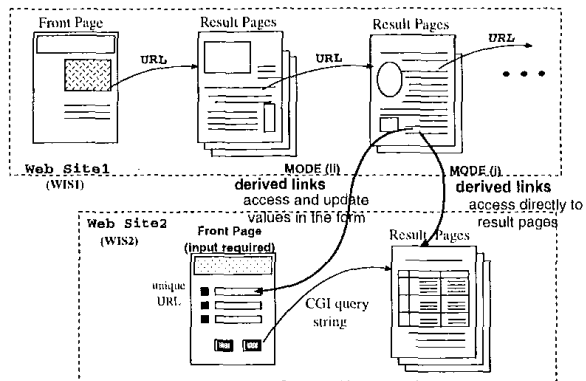 Front Page
Result Pages
Result Pages
URL
URL
URL
Web Site1
(WIS1)
MODE (ii)
derived links
access and update
values in the form
MODE (i)
derived links
access directly to
result pages
Web Site2
(WIS2)
Front Page
(input required)
Result Pages
unique
URL
CGI query
string